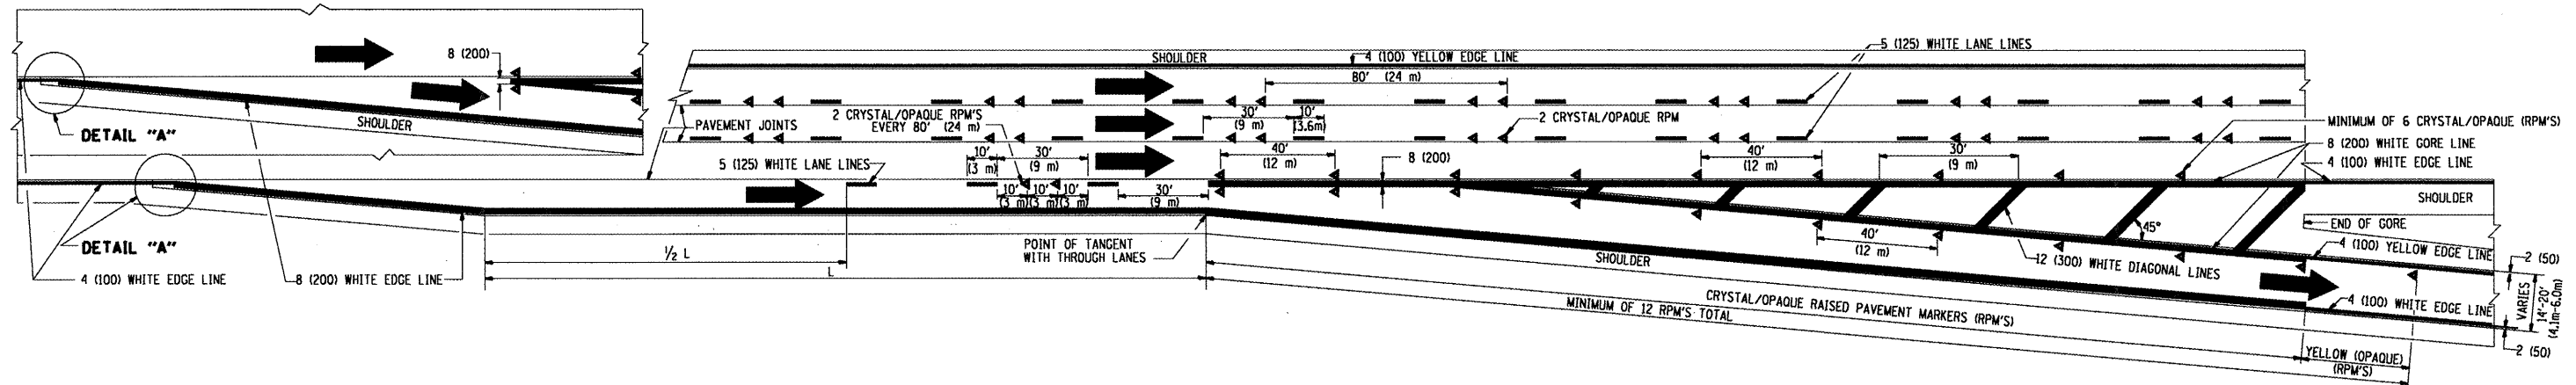 8 (200)
SHOULDER
DETAIL "A"
SHOULDER
4 (100) YELLOW EDGE LINE
5 (125) WHITE LANE LINES
80' (24 m)
PAVEMENT JOINTS
2 CRYSTAL/OPAQUE RPM'S
EVERY 80' (24 m)
30'
(9 m)
10'
(3.6m)
2 CRYSTAL/OPAQUE RPM
MINIMUM OF 6 CRYSTAL/OPAQUE (RPM'S)
8 (200) WHITE GORE LINE
4 (100) WHITE EDGE LINE
5 (125) WHITE LANE LINES
10'
(3 m)
30'
(9 m)
40'
(12 m)
8 (200)
40'
(12 m)
30'
(9 m)
10'
(3 m)
10'
(3 m)
10'
(3 m)
30'
(9 m)
SHOULDER
END OF GORE
45°
DETAIL "A"
4 (100) WHITE EDGE LINE
8 (200) WHITE EDGE LINE
½ L
L
POINT OF TANGENT
WITH THROUGH LANES
SHOULDER
40'
(12 m)
12 (300) WHITE DIAGONAL LINES
4 (100) YELLOW EDGE LINE
2 (50)
VARIES
14'-20'
(4.1m-6.0m)
4 (100) WHITE EDGE LINE
2 (50)
CRYSTAL/OPAQUE RAISED PAVEMENT MARKERS (RPM'S)
MINIMUM OF 12 RPM'S TOTAL
YELLOW (OPAQUE)
(RPM'S)